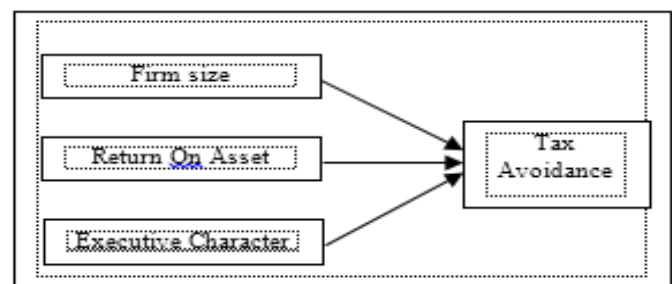 Firm size
Return On Asset
Tax
Avoidance
Executive Character